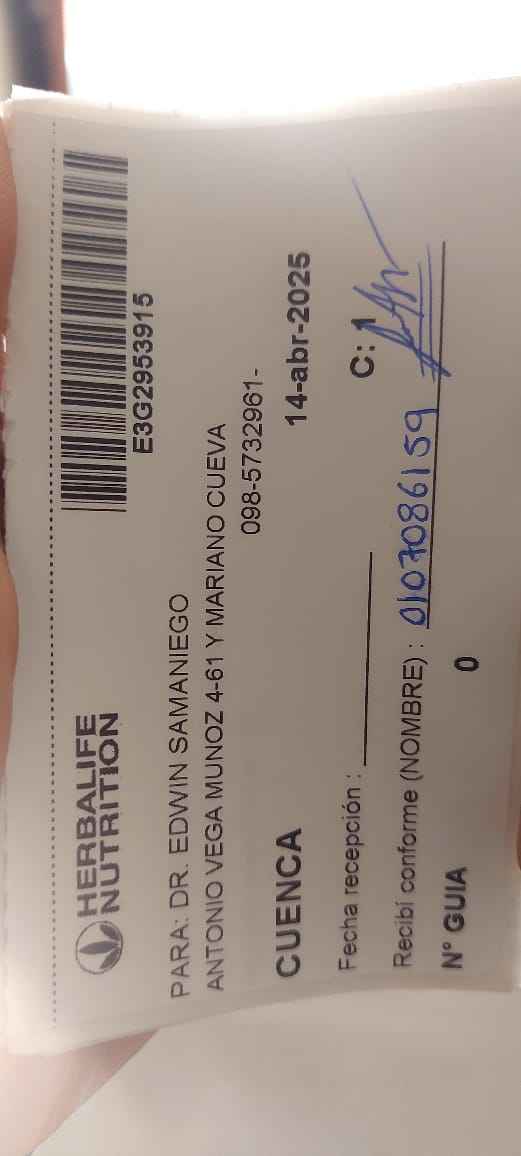 HERBALIFE
NUTRITION
E3G2953915
PARA: DR. EDWIN SAMANIEGO
ANTONIO VEGA MUNOZ 4-61 Y MARIANO CUEVA
098-5732961-
CUENCA
14-abr-2025
Fecha recepción :
C: 1
Recibí conforme (NOMBRE) : 0107086159
N° GUIA 0